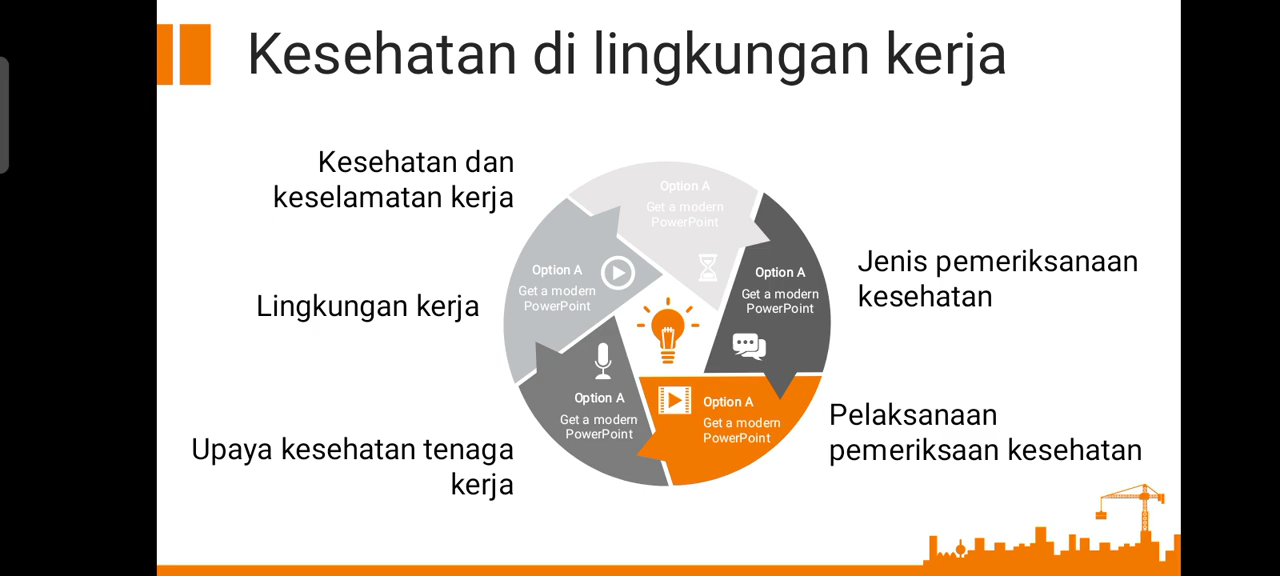 Kesehatan di lingkungan kerja
Kesehatan dan
keselamatan kerja
Option A
Get a modern
PowerPoint
Jenis pemeriksanaan
kesehatan
Option A
Get a modern
PowerPoint
Lingkungan kerja
Option A
Get a modern
PowerPoint
Option A
Get a modern
PowerPoint
Option A
Get a modern
PowerPoint
Pelaksanaan
pemeriksaan kesehatan
Upaya kesehatan tenaga
kerja